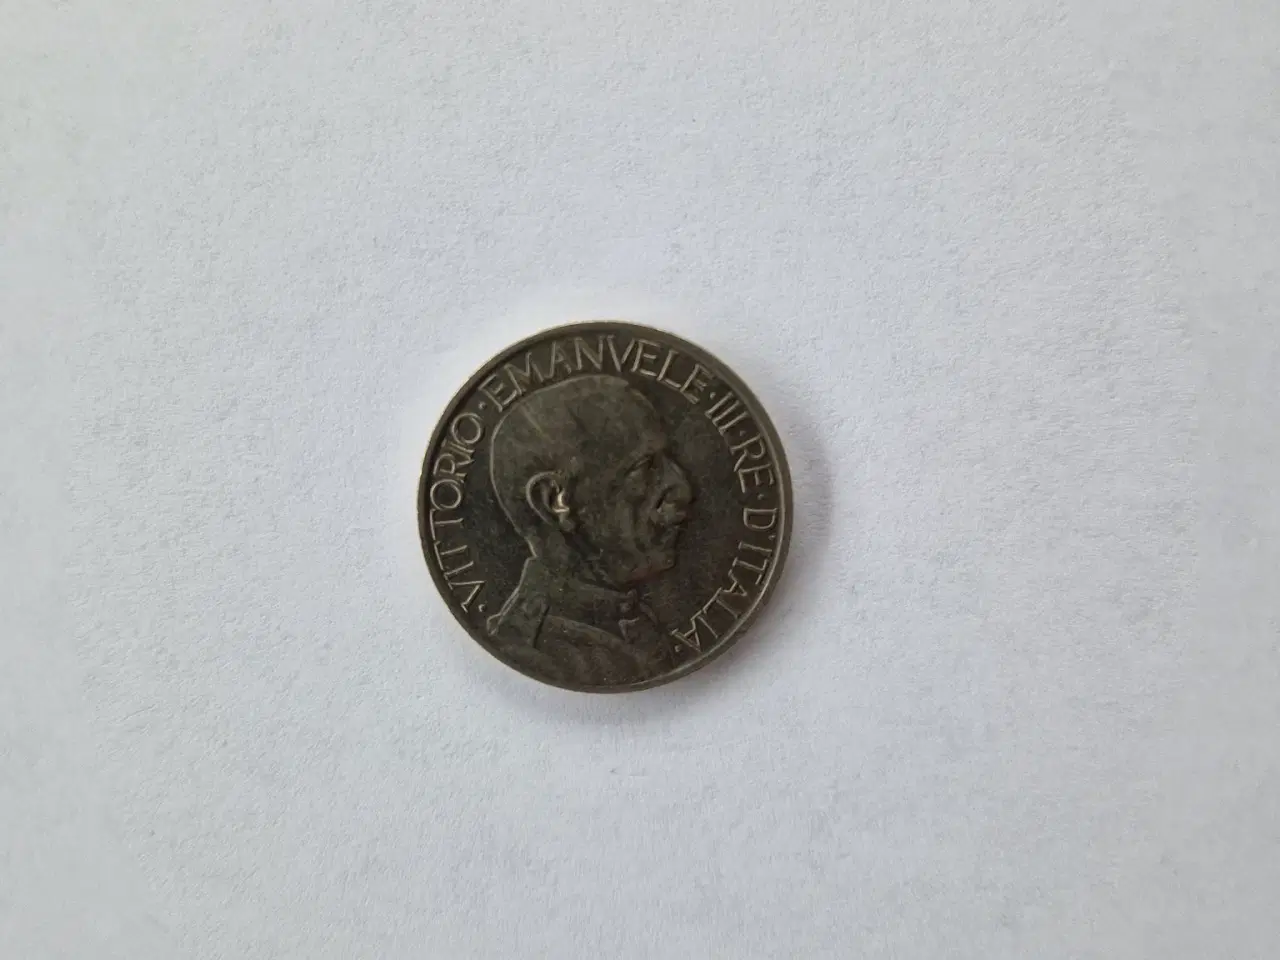 · VITTORIO · EMANVELE · III · RE · D'ITALIA ·